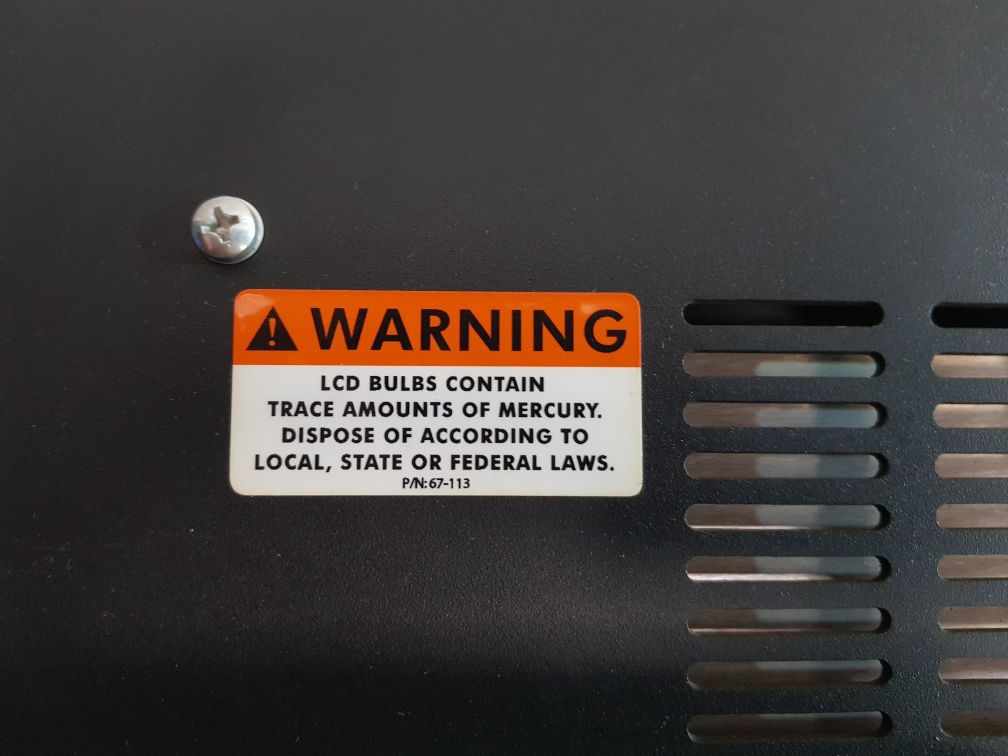 WARNING
LCD BULBS CONTAIN
TRACE AMOUNTS OF MERCURY.
DISPOSE OF ACCORDING TO
LOCAL, STATE OR FEDERAL LAWS.
P/N:67-113